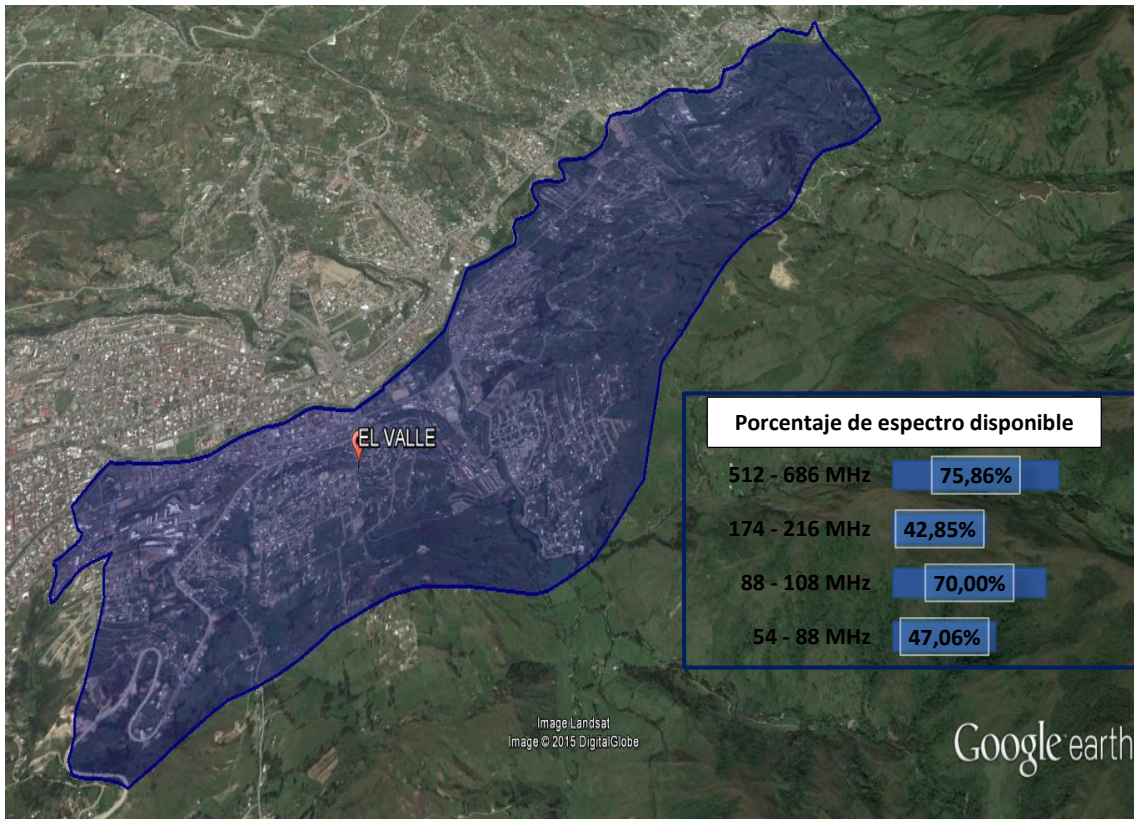 EL VALLE
Porcentaje de espectro disponible
512 - 686 MHz 75,86%
174 - 216 MHz 42,85%
88 - 108 MHz 70,00%
54 - 88 MHz 47,06%
Image Landsat
Image © 2015 DigitalGlobe
Google earth